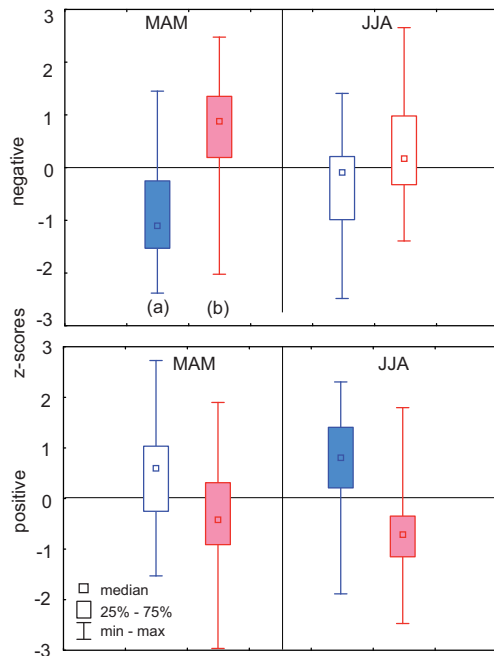 MAM JJA
3
2
1
0
-1
-2
-3
negative
(a) (b)
z-scores
MAM JJA
3
2
1
0
-1
-2
-3
positive
median
25% - 75%
min - max